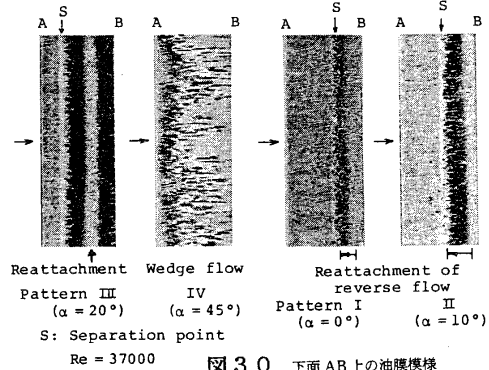 S
S
S
A
B
A
B
A
B
A
B
Reattachment
Wedge flow
Reattachment of
reverse flow
Pattern III
IV
Pattern I
II
(α = 20°)
(α = 45°)
(α = 0°)
(α = 10°)
S: Separation point
Re = 37000
図30 下面AB上の油膜模様